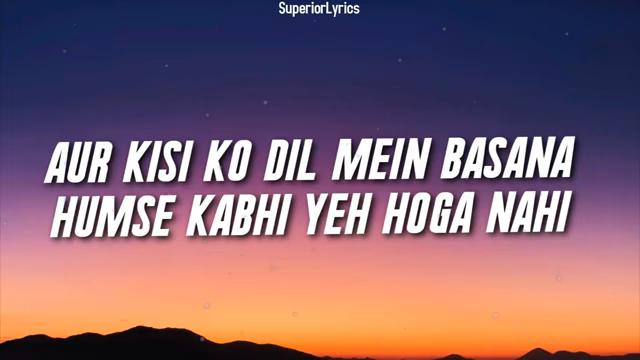 SuperiorLyrics
AUR KISI KO DIL MEIN BASANA
HUMSE KABHI YEH HOGA NAHI